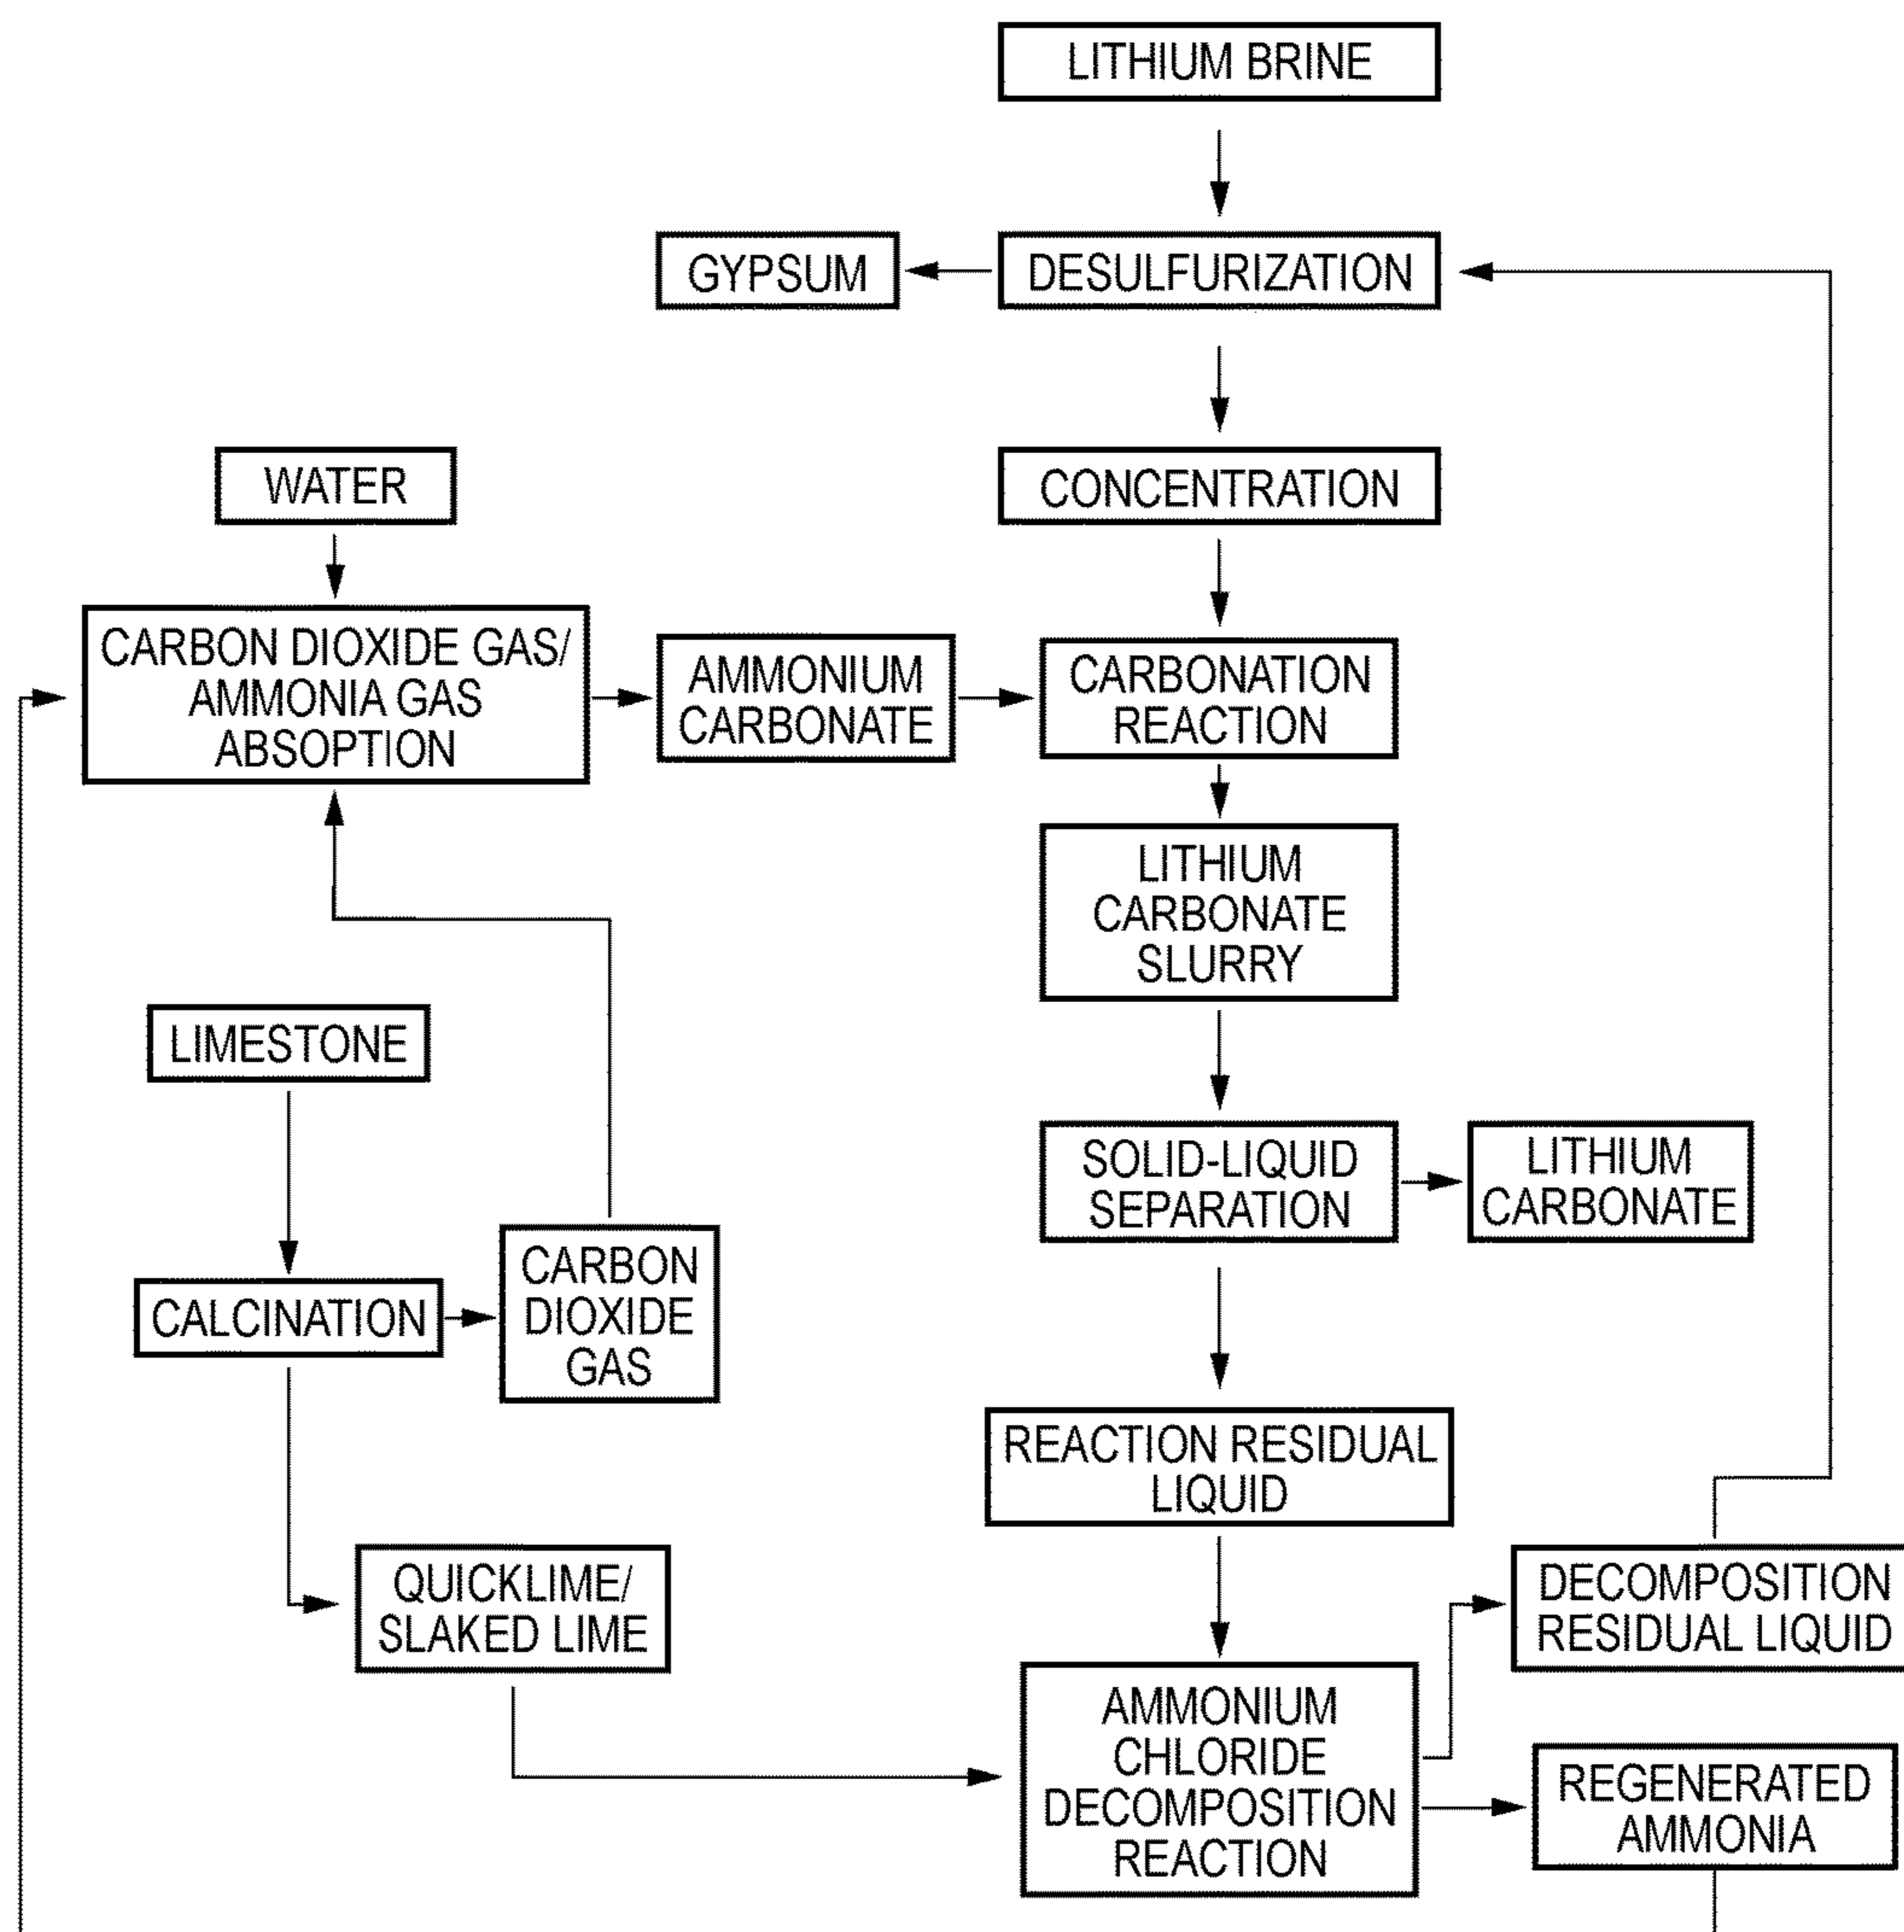 LITHIUM BRINE
GYPSUM
DESULFURIZATION
WATER
CONCENTRATION
CARBON DIOXIDE GAS/
AMMONIA GAS
ABSOPTION
AMMONIUM
CARBONATE
CARBONATION
REACTION
LITHIUM
CARBONATE
SLURRY
LIMESTONE
SOLID-LIQUID
SEPARATION
LITHIUM
CARBONATE
CALCINATION
CARBON
DIOXIDE
GAS
REACTION RESIDUAL
LIQUID
QUICKLIME/
SLAKED LIME
DECOMPOSITION
RESIDUAL LIQUID
AMMONIUM
CHLORIDE
DECOMPOSITION
REACTION
REGENERATED
AMMONIA